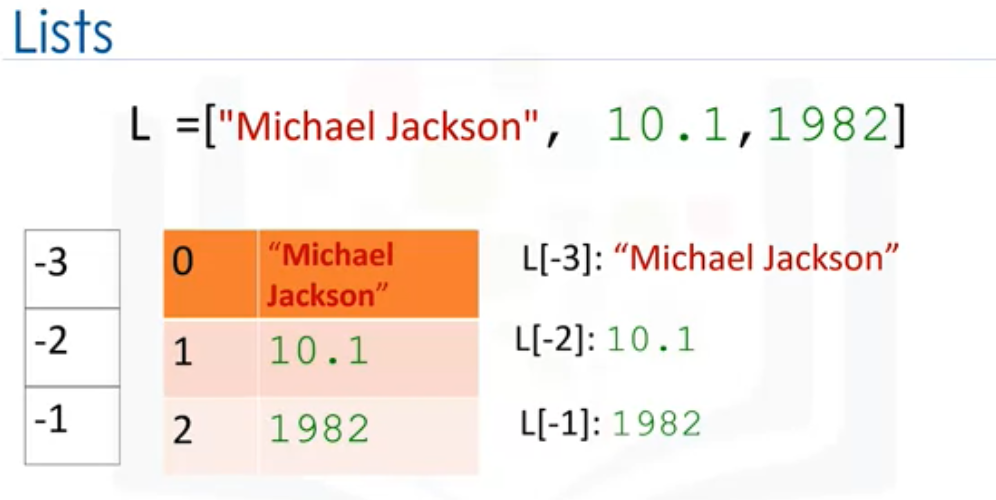 Lists
L =["Michael Jackson", 10.1,1982]
-3
0 “Michael
Jackson”
L[-3]: “Michael Jackson”
-2
1 10.1
L[-2]: 10.1
-1
2 1982
L[-1]: 1982